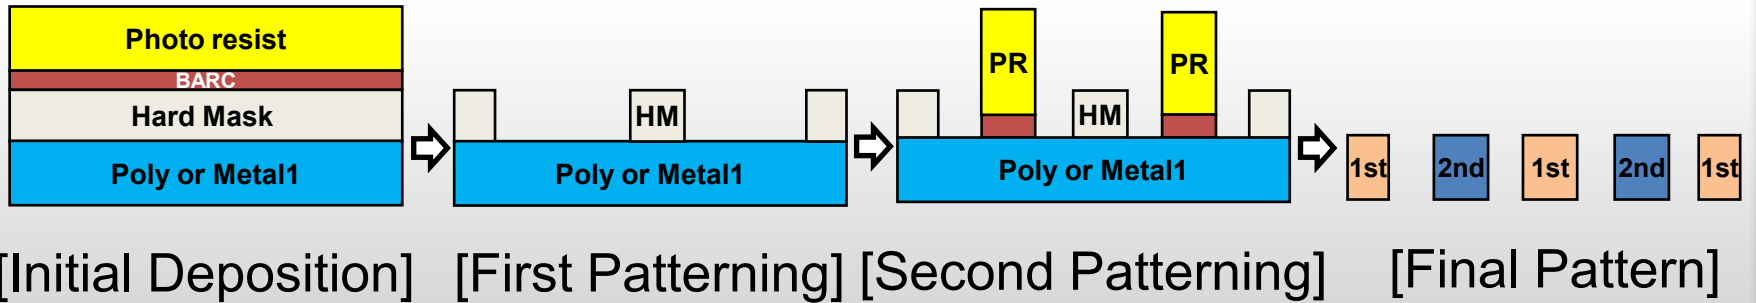 Photo resist
BARC
Hard Mask
Poly or Metal1
HM
Poly or Metal1
PR
PR
HM
Poly or Metal1
1st
2nd
1st
2nd
1st
[Initial Deposition]
[First Patterning]
[Second Patterning]
[Final Pattern]